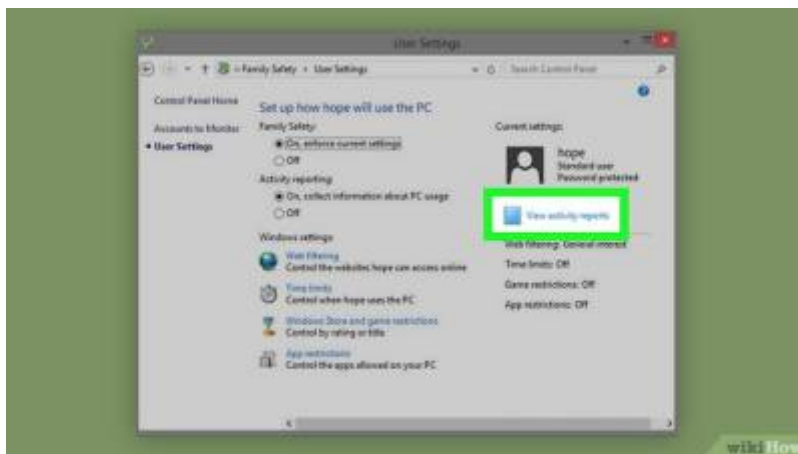 User Settings
Family Safety User Settings
Search Control Panel
Control Panel Home
Accounts to Monitor
User Settings
Set up how hope will use the PC
Family Safety:
On, enforce current settings
Off
Activity reporting:
On, collect information about PC usage
Off
Windows settings:
Web filtering
Control the websites hope can access online
Time limits
Control when hope uses the PC
Windows Store and game restrictions
Control by rating or title
App restrictions
Control the apps allowed on your PC
Current settings:
hope
Standard user
Password protected
View activity reports
Web filtering: General interest
Time limits: Off
Game restrictions: Off
App restrictions: Off
wikiHow